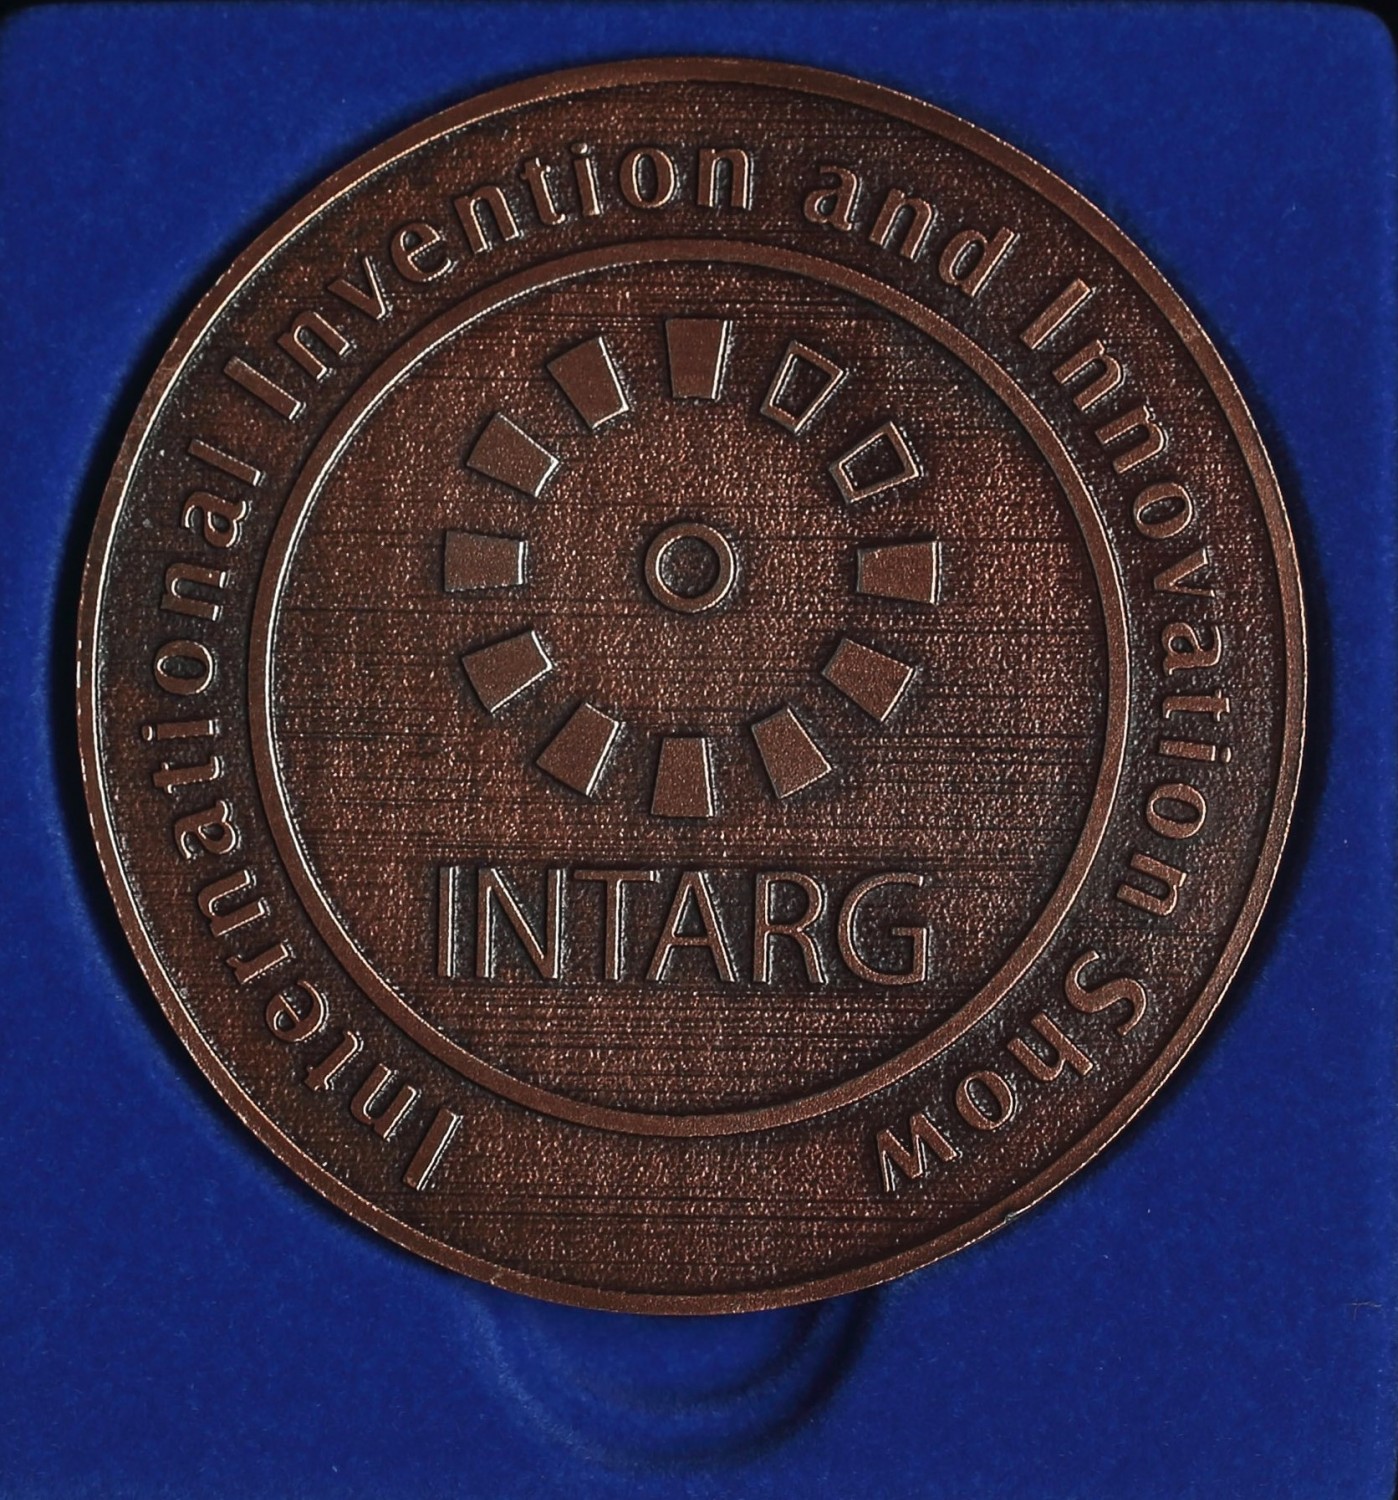 International Invention and Innovation Show
INTARG